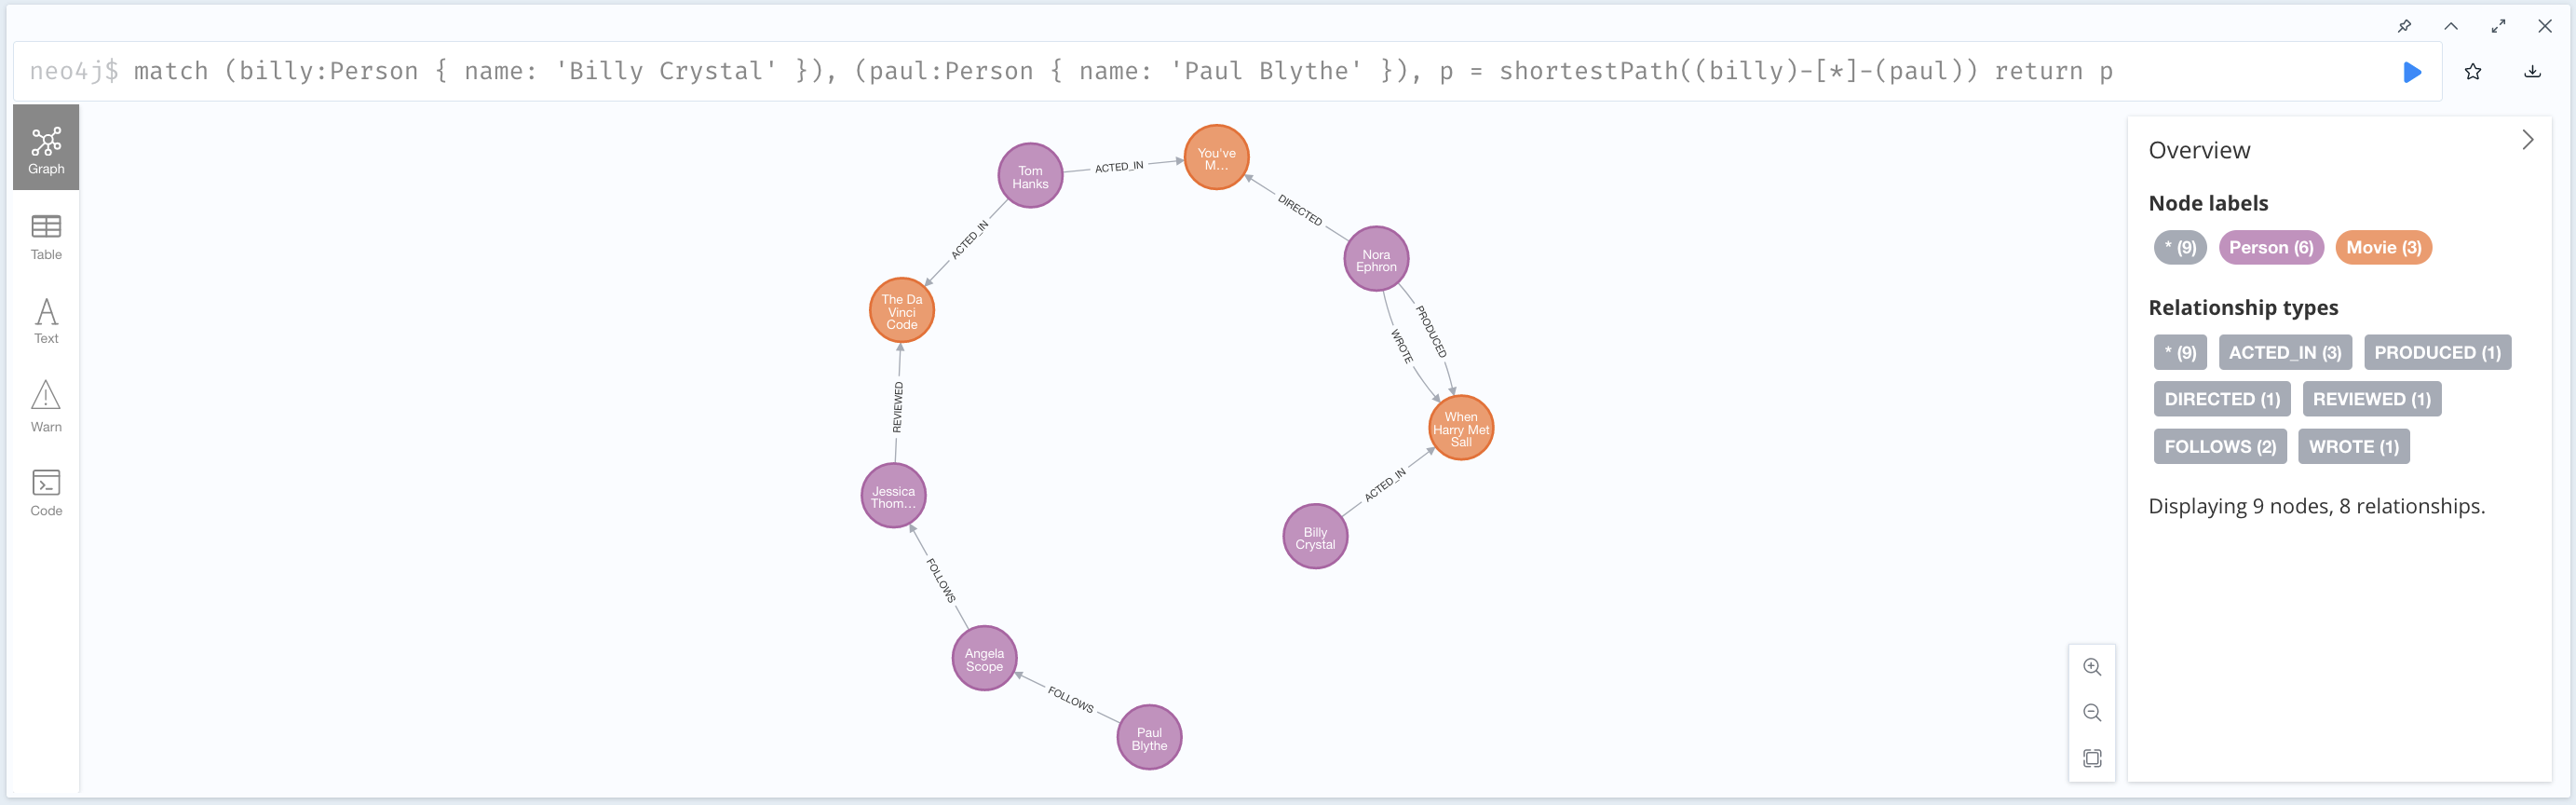 neo4j$ match (billy:Person { name: 'Billy Crystal' }), (paul:Person { name: 'Paul Blythe' }), p = shortestPath((billy)-[*]-(paul)) return p
Graph
Table
Text
Warn
Code
Tom
Hanks
ACTED_IN
You've
M...
DIRECTED
Nora
Ephron
ACTED_IN
The Da
Vinci
Code
PRODUCED
WROTE
When
Harry Met
Sall
REVIEWED
ACTED_IN
Jessica
Thom...
Billy
Crystal
FOLLOWS
Angela
Scope
FOLLOWS
Paul
Blythe
Overview
Node labels
* (9) Person (6) Movie (3)
Relationship types
* (9) ACTED_IN (3) PRODUCED (1)
DIRECTED (1) REVIEWED (1)
FOLLOWS (2) WROTE (1)
Displaying 9 nodes, 8 relationships.